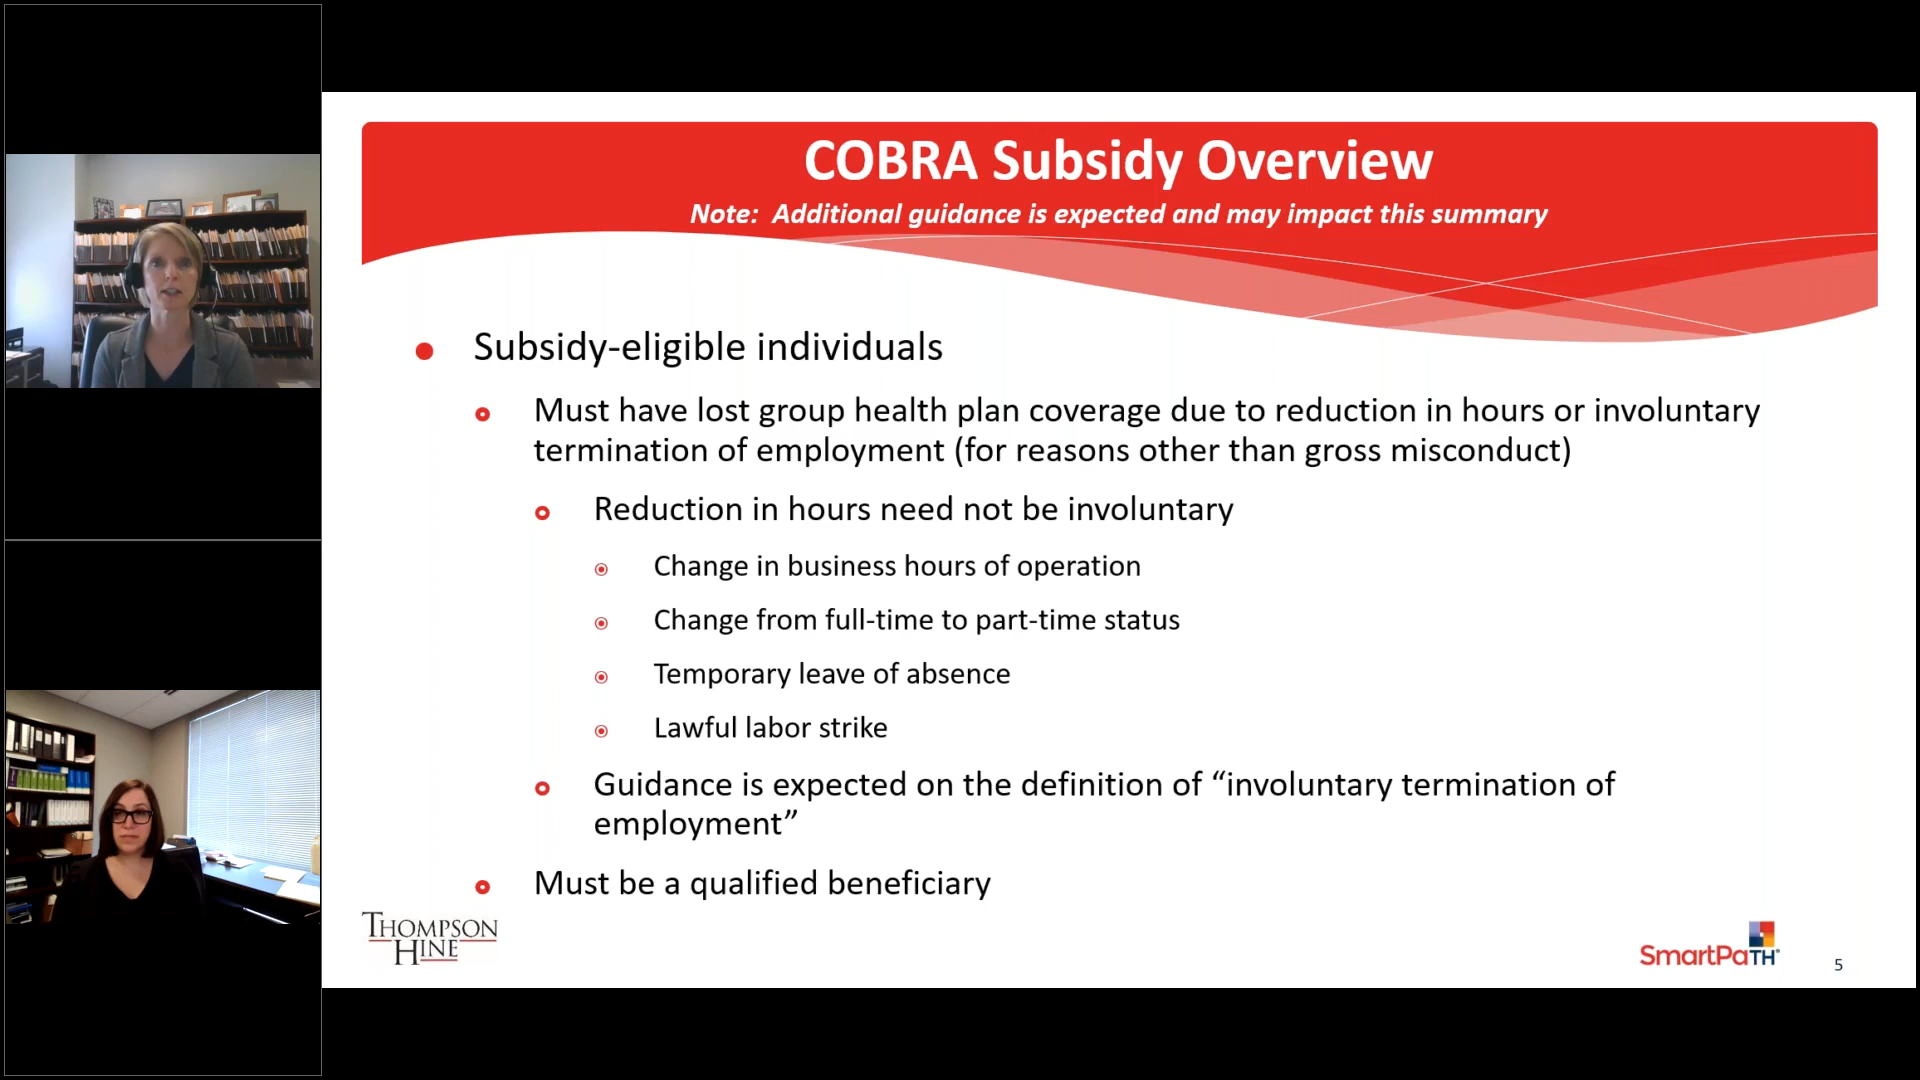 COBRA Subsidy Overview
Note:  Additional guidance is expected and may impact this summary
Subsidy-eligible individuals
Must have lost group health plan coverage due to reduction in hours or involuntary
termination of employment (for reasons other than gross misconduct)
Reduction in hours need not be involuntary
Change in business hours of operation
Change from full-time to part-time status
Temporary leave of absence
Lawful labor strike
Guidance is expected on the definition of “involuntary termination of
employment”
Must be a qualified beneficiary
THOMPSON
HINE
SmartPaTH
5